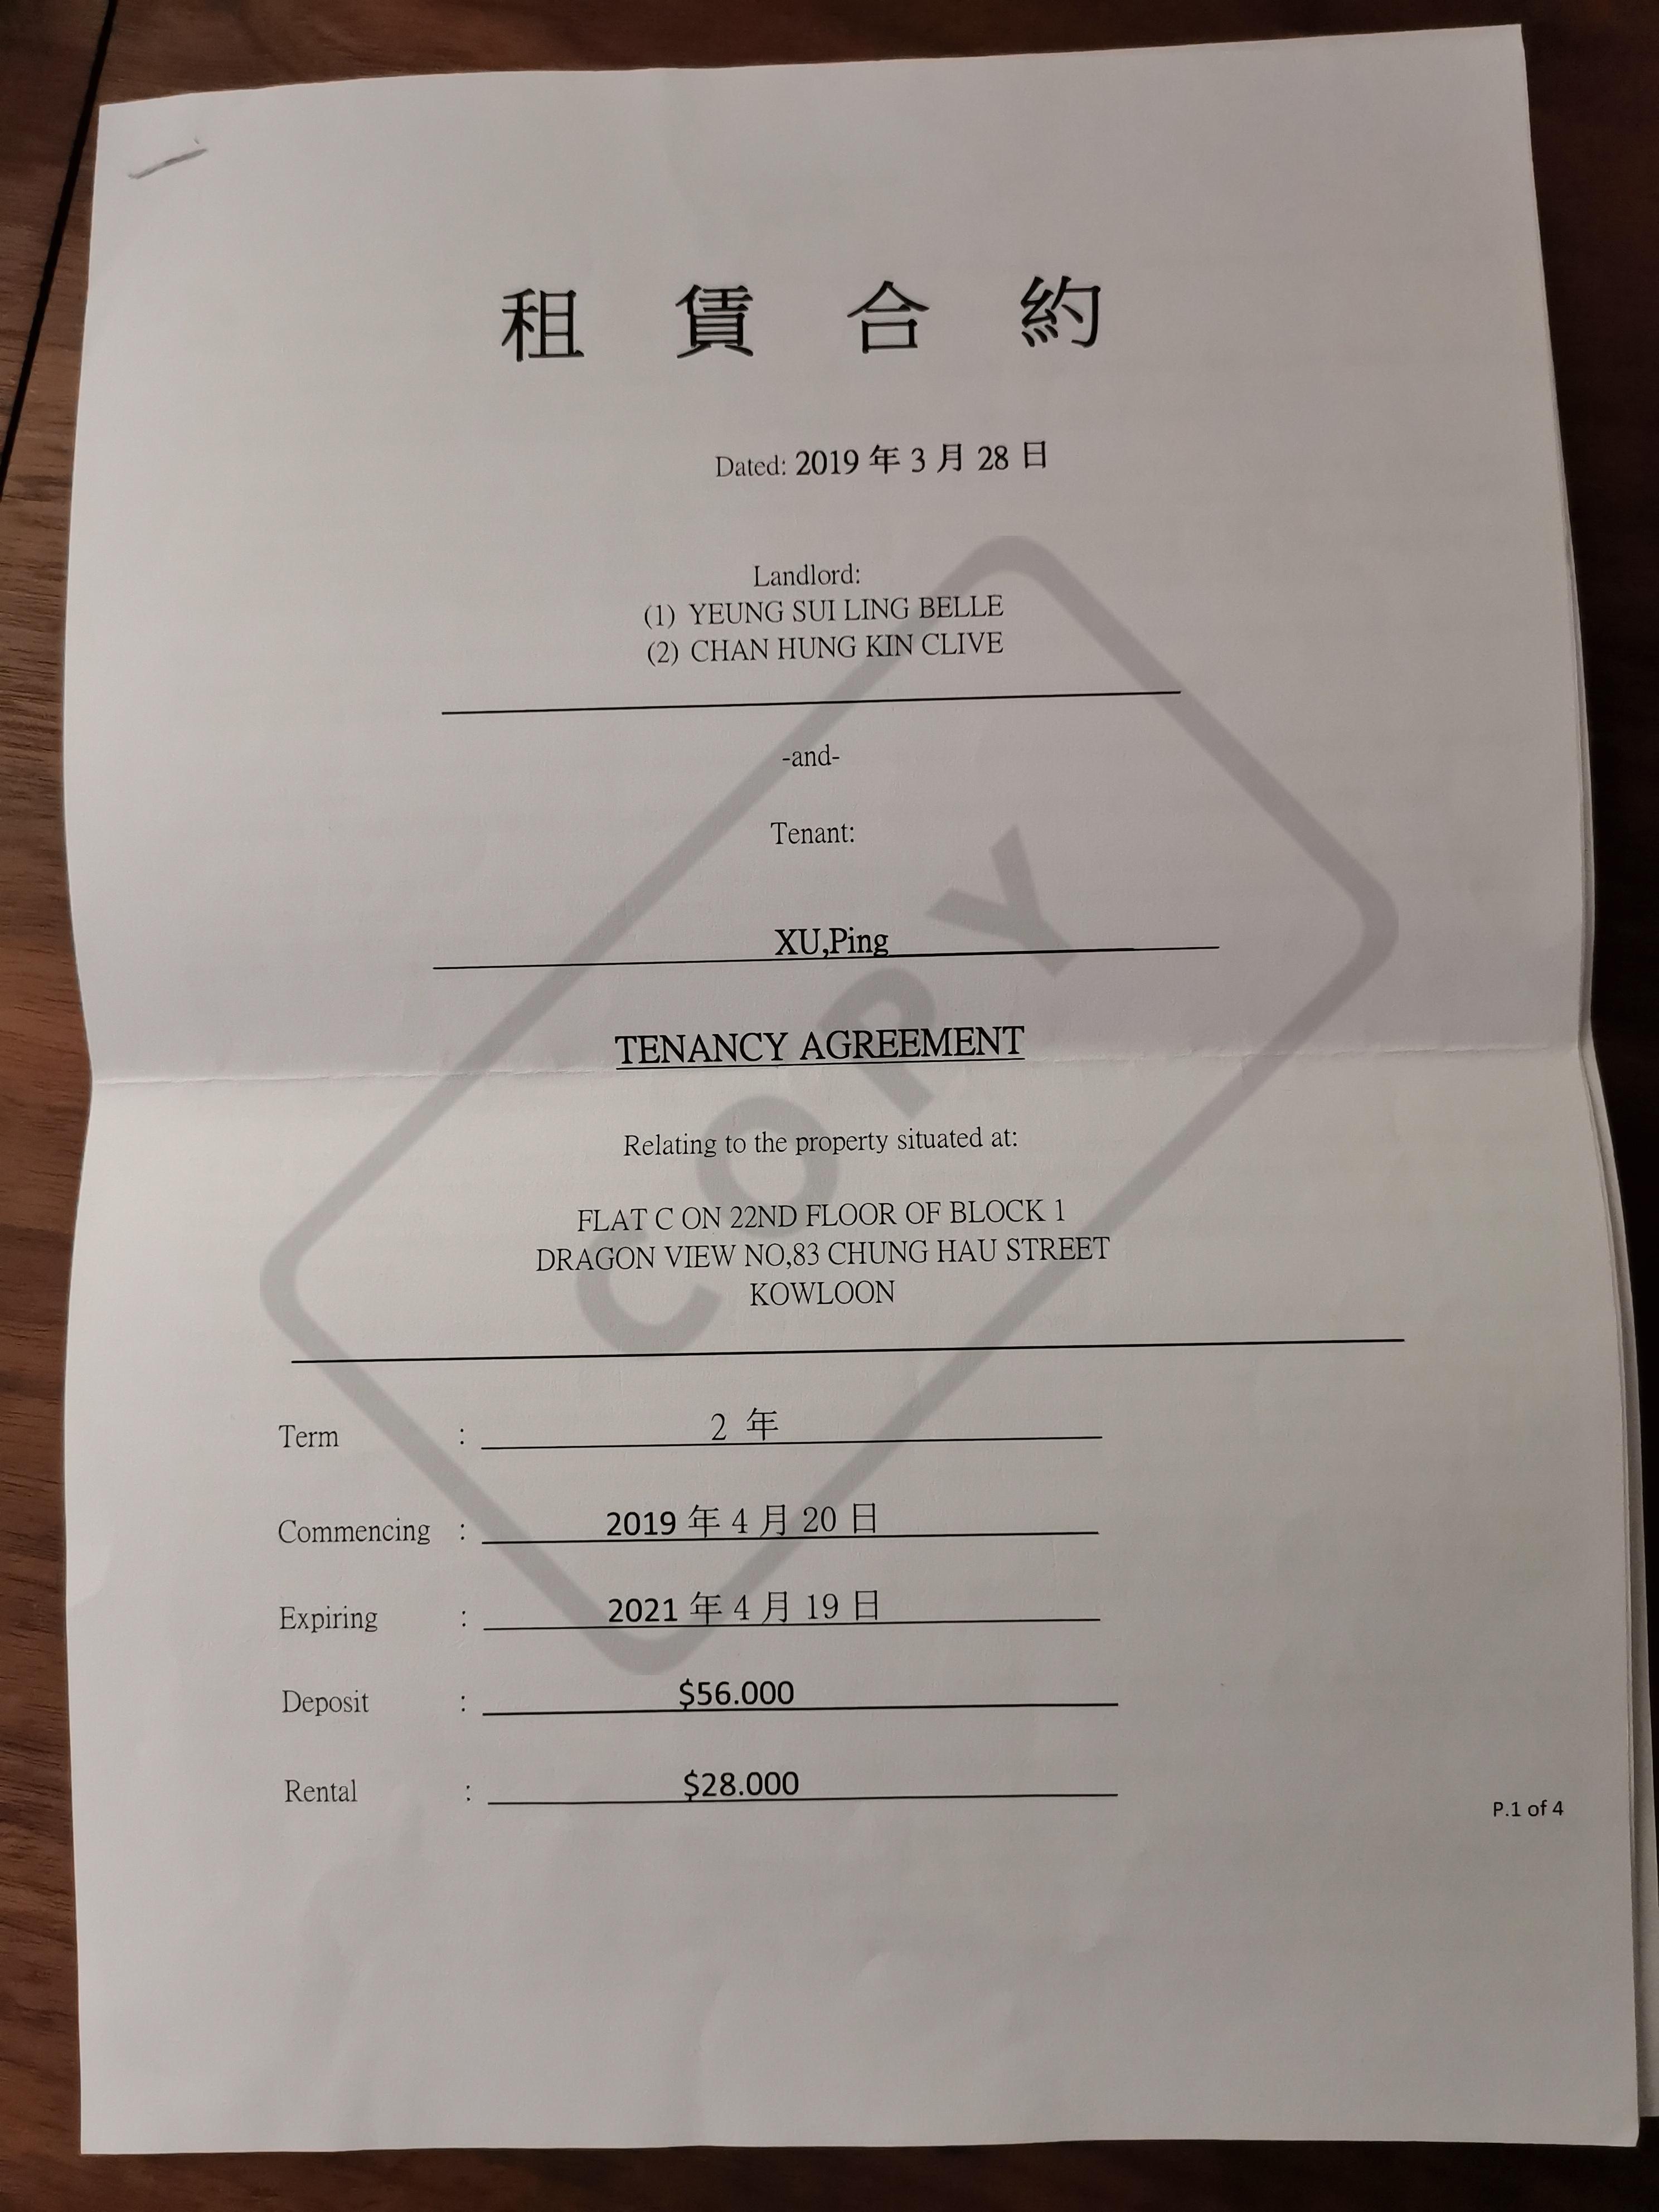 租賃合約
Dated: 2019 年 3 月 28 日
Landlord:
(1) YEUNG SUI LING BELLE
(2) CHAN HUNG KIN CLIVE
-and-
Tenant:
XU,Ping
TENANCY AGREEMENT
Relating to the property situated at:
FLAT C ON 22ND FLOOR OF BLOCK 1
DRAGON VIEW NO,83 CHUNG HAU STREET
KOWLOON
Term : 2 年
Commencing : 2019 年 4 月 20 日
Expiring : 2021 年 4 月 19 日
Deposit : $56.000
Rental : $28.000
P.1 of 4
COPY